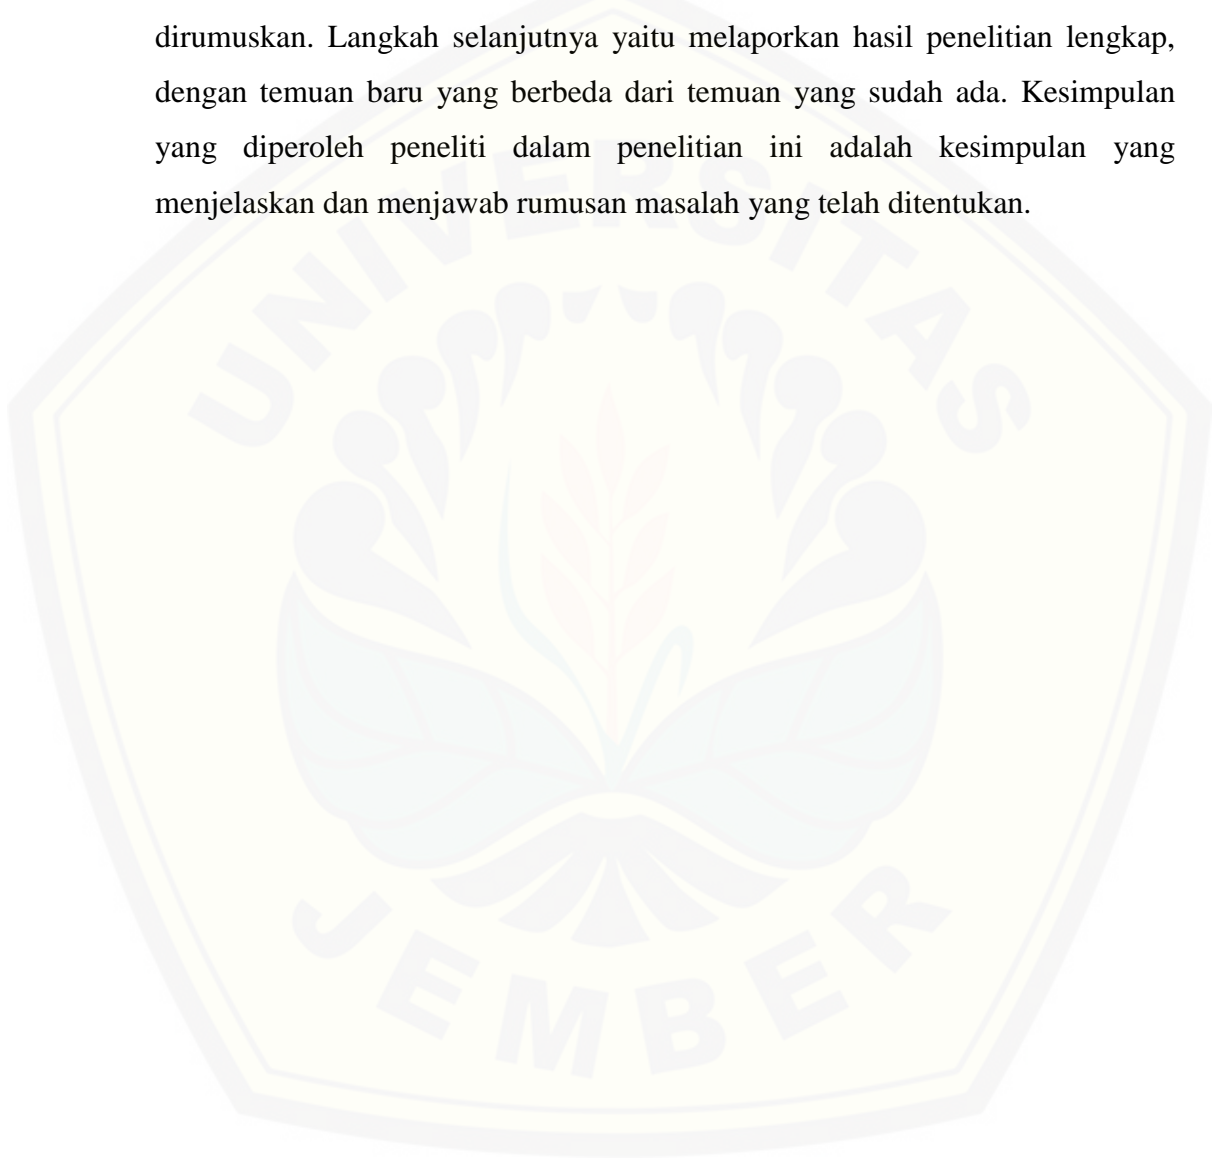 dirumuskan. Langkah selanjutnya yaitu melaporkan hasil penelitian lengkap,
dengan temuan baru yang berbeda dari temuan yang sudah ada. Kesimpulan
yang diperoleh peneliti dalam penelitian ini adalah kesimpulan yang
menjelaskan dan menjawab rumusan masalah yang telah ditentukan.
UNIVERSITAS
JEMBER